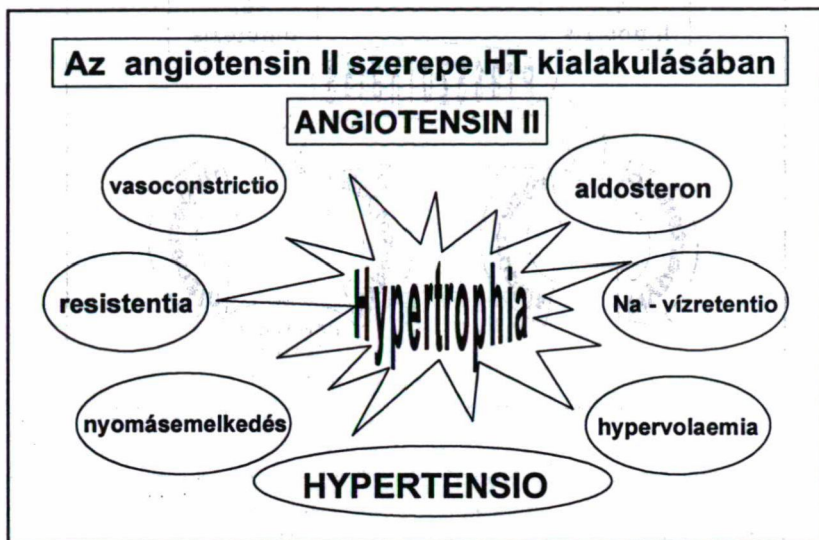 Az angiotensin II szerepe HT kialakulásában
ANGIOTENSIN II
vasoconstrictio
aldosteron
resistentia
Hypertrophia
Na - vízretentio
nyomásemelkedés
hypervolaemia
HYPERTENSIO